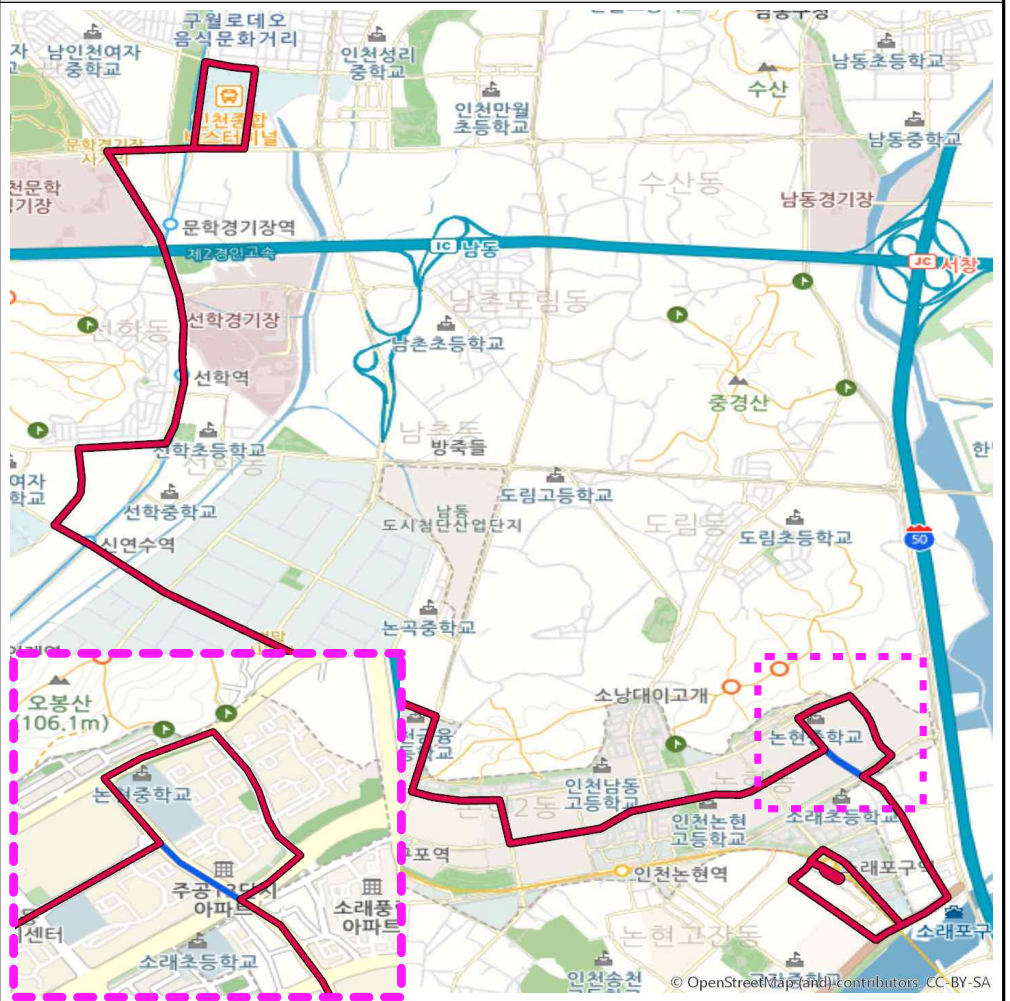 구월로데오
음식문화거리
남인천여자
중학교
인천성리
중학교
수산
남동초등학교
인천만월
초등학교
남동중학교
문학경기장
수산동
남동경기장
문학경기장역
제2경인고속
IC 남동
JC 서창
남촌도림동
선학동
선학경기장
남촌초등학교
선학역
중경산
남촌동
방죽들
선학초등학교
선학동
도림고등학교
선학중학교
남동
도시첨단산업단지
도림동
도림초등학교
50
신연수역
논곡중학교
소낭대이고개
오봉산
(106.1m)
논현중학교
논현중학교
인천남동
고등학교
논현동
논현2동
인천논현
고등학교
소래초등학교
주공12단지
아파트
소래풍
아파트
인천논현역
소래포구역
소래포구
센터
소래초등학교
논현고잔동
인천송천
고잔중학교
© OpenStreetMap (and) contributors CC-BY-SA